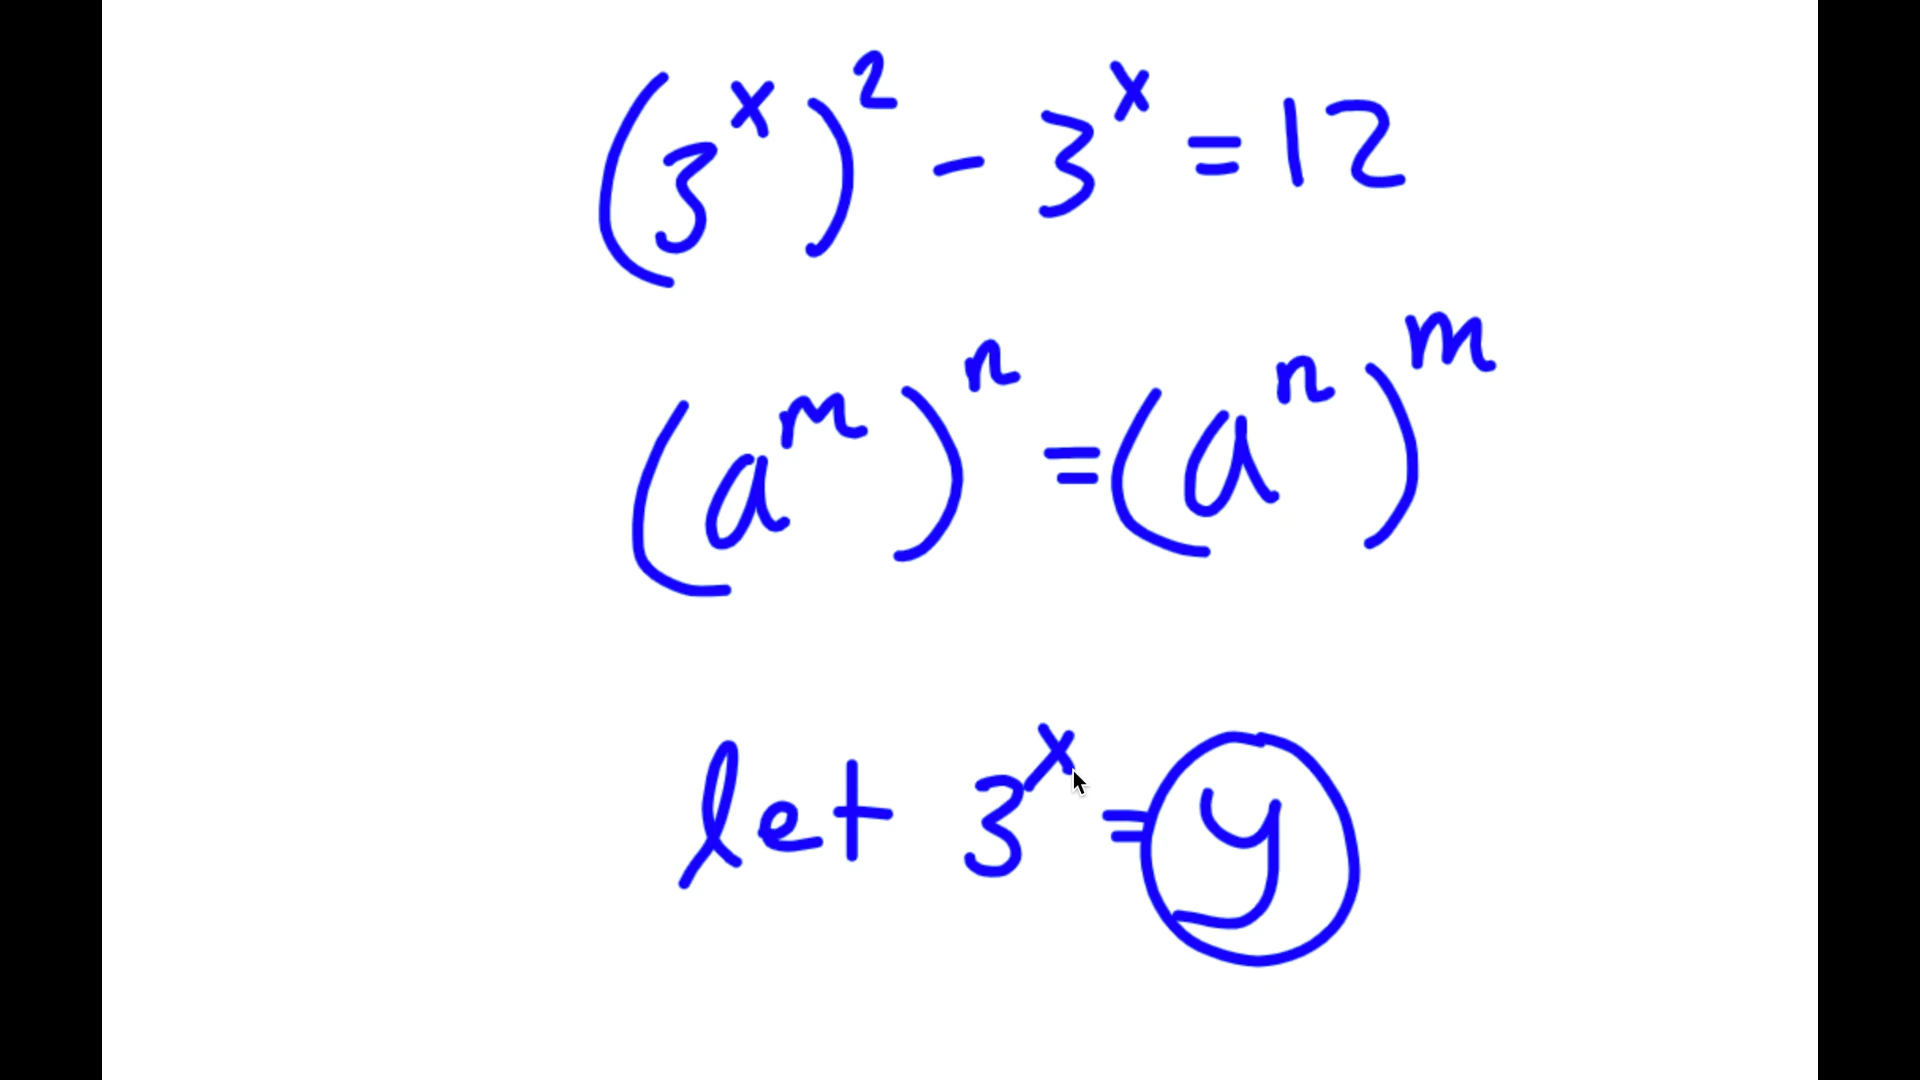 (3^x)^2 - 3^x = 12
(a^m)^n = (a^n)^m
let 3^x = y